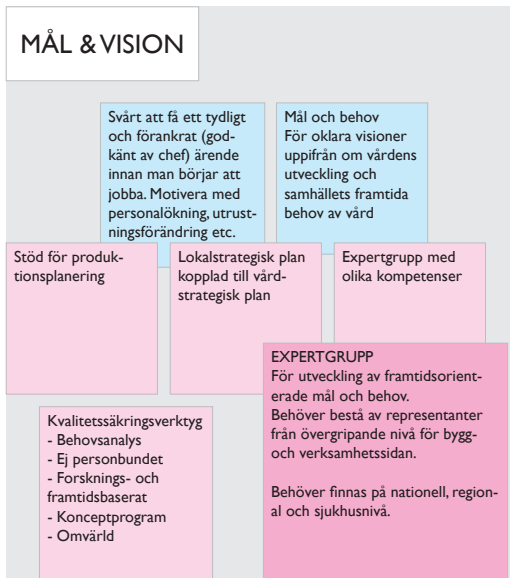 MÅL & VISION
Svårt att få ett tydligt
och förankrat (god-
känt av chef) ärende
innan man börjar att
jobba. Motivera med
personalökning, utrust-
ningsförändring etc.
Mål och behov
För oklara visioner
uppifrån om vårdens
utveckling och
samhällets framtida
behov av vård
Stöd för produk-
tionsplanering
Lokalstrategisk plan
kopplad till vård-
strategisk plan
Expertgrupp med
olika kompetenser
EXPERTGRUPP
För utveckling av framtidsorient-
erade mål och behov.
Behöver bestå av representanter
från övergripande nivå för bygg-
och verksamhetssidan.
Behöver finnas på nationell, region-
al och sjukhusnivå.
Kvalitetssäkringsverktyg
- Behovsanalys
- Ej personbundet
- Forsknings- och
framtidsbaserat
- Konceptprogram
- Omvärld